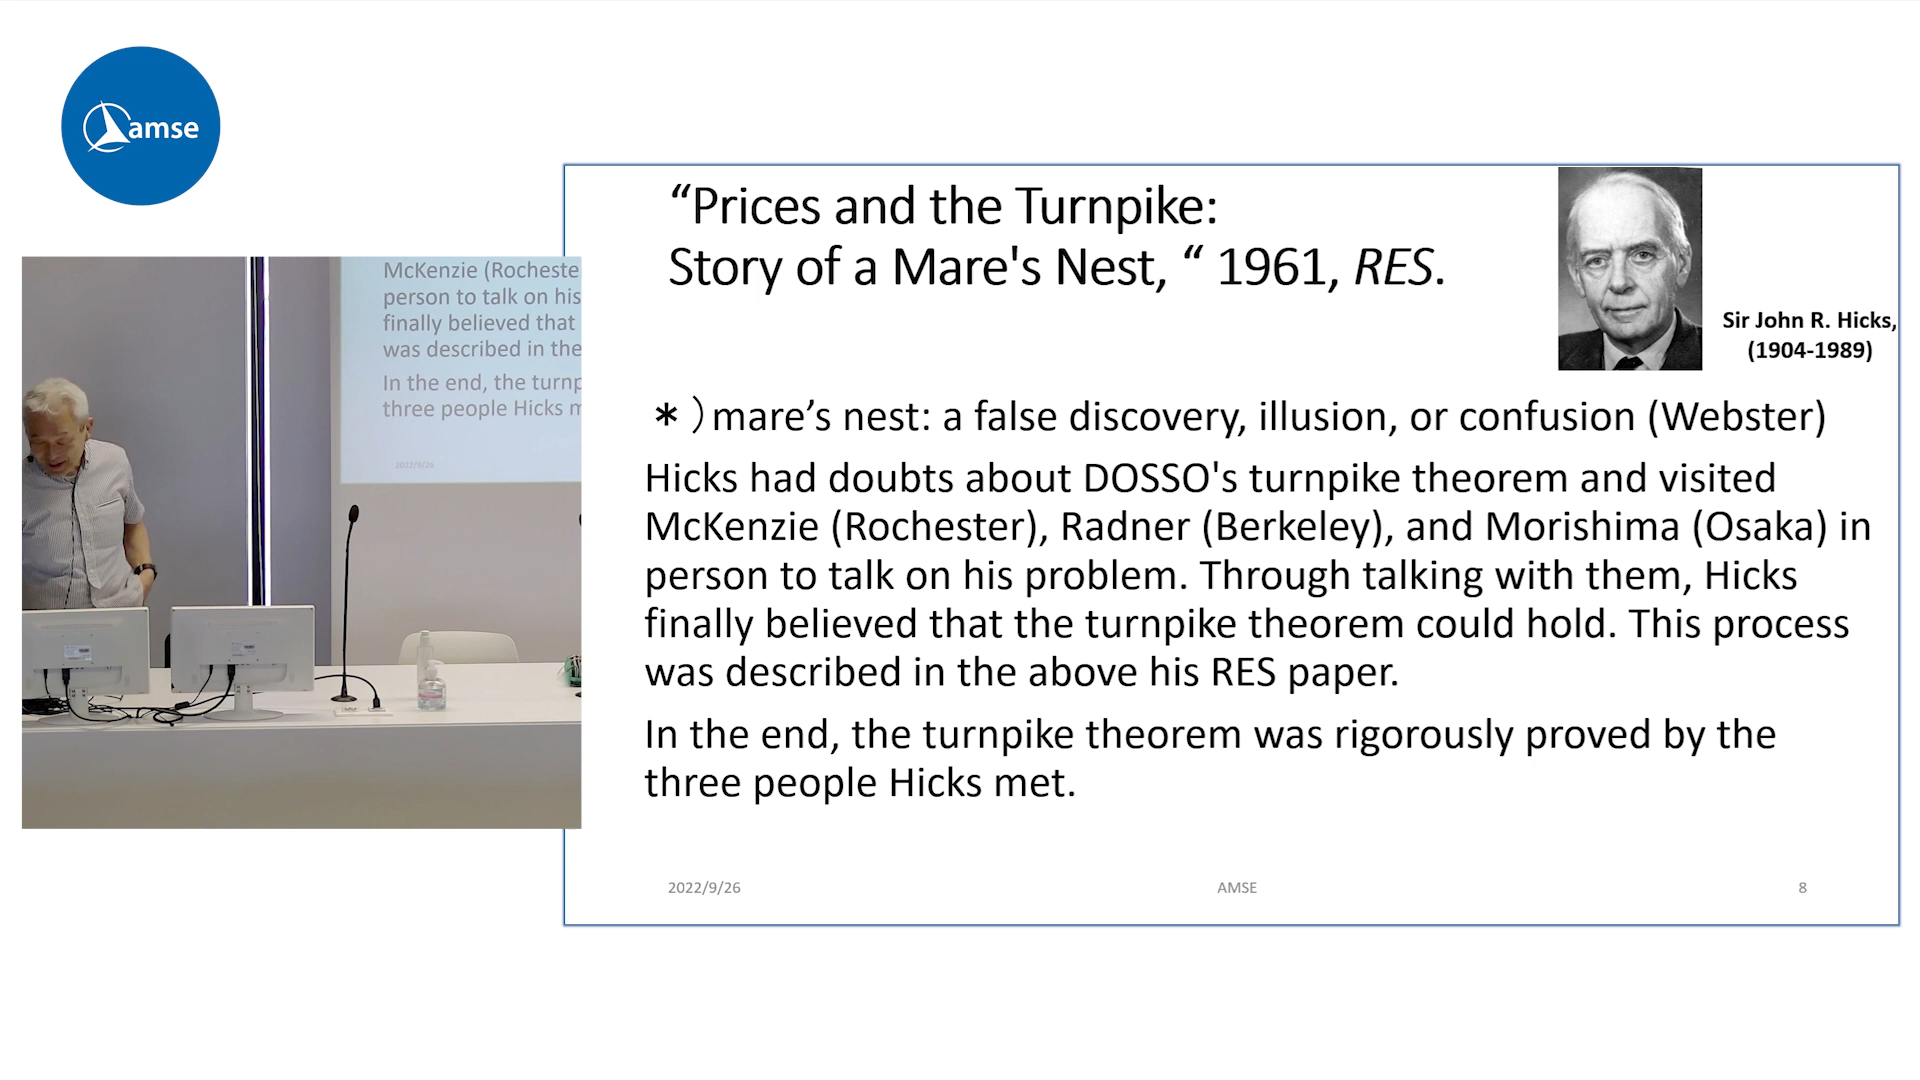 amse
“Prices and the Turnpike:
Story of a Mare's Nest, “ 1961, RES.
Sir John R. Hicks,
(1904-1989)
* ）mare’s nest: a false discovery, illusion, or confusion (Webster)
Hicks had doubts about DOSSO's turnpike theorem and visited
McKenzie (Rochester), Radner (Berkeley), and Morishima (Osaka) in
person to talk on his problem. Through talking with them, Hicks
finally believed that the turnpike theorem could hold. This process
was described in the above his RES paper.
In the end, the turnpike theorem was rigorously proved by the
three people Hicks met.
2022/9/26
AMSE
8
McKenzie (Rocheste
person to talk on his
finally believed that
was described in the
In the end, the turnp
three people Hicks m
2022/9/26